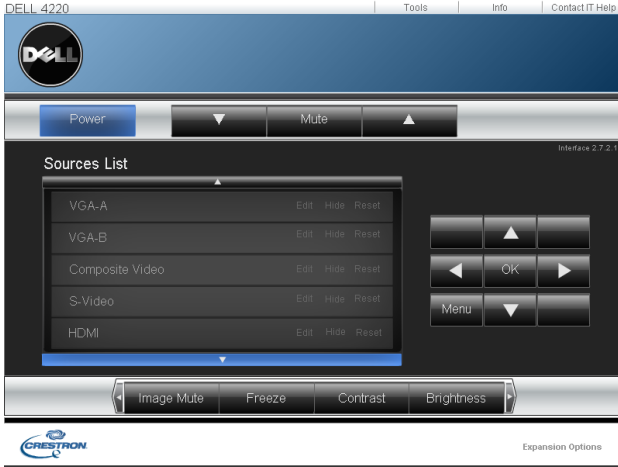 DELL 4220 Tools Info Contact IT Help
DELL
Power Mute
Interface 2.7.2.1
Sources List
VGA-A Edit Hide Reset
VGA-B Edit Hide Reset
Composite Video Edit Hide Reset
S-Video Edit Hide Reset
HDMI Edit Hide Reset
OK
Menu
Image Mute Freeze Contrast Brightness
CRESTRON Expansion Options